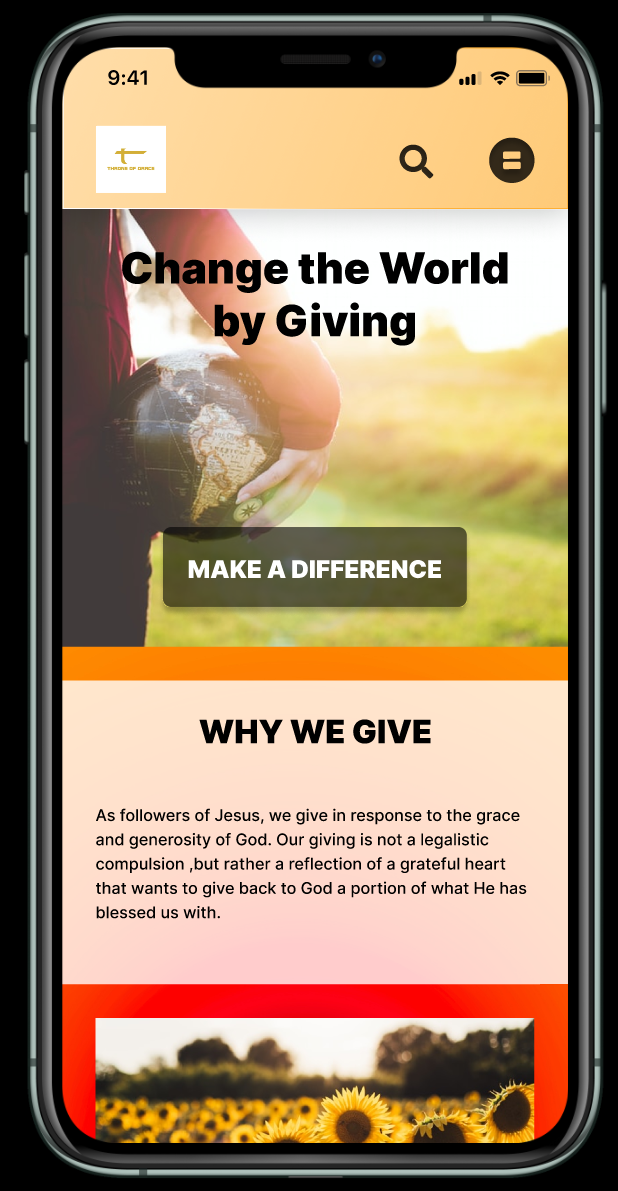 9:41
THRONE OF GRACE
Change the World
by Giving
AMERICA
MAKE A DIFFERENCE
WHY WE GIVE
As followers of Jesus, we give in response to the grace
and generosity of God. Our giving is not a legalistic
compulsion ,but rather a reflection of a grateful heart
that wants to give back to God a portion of what He has
blessed us with.